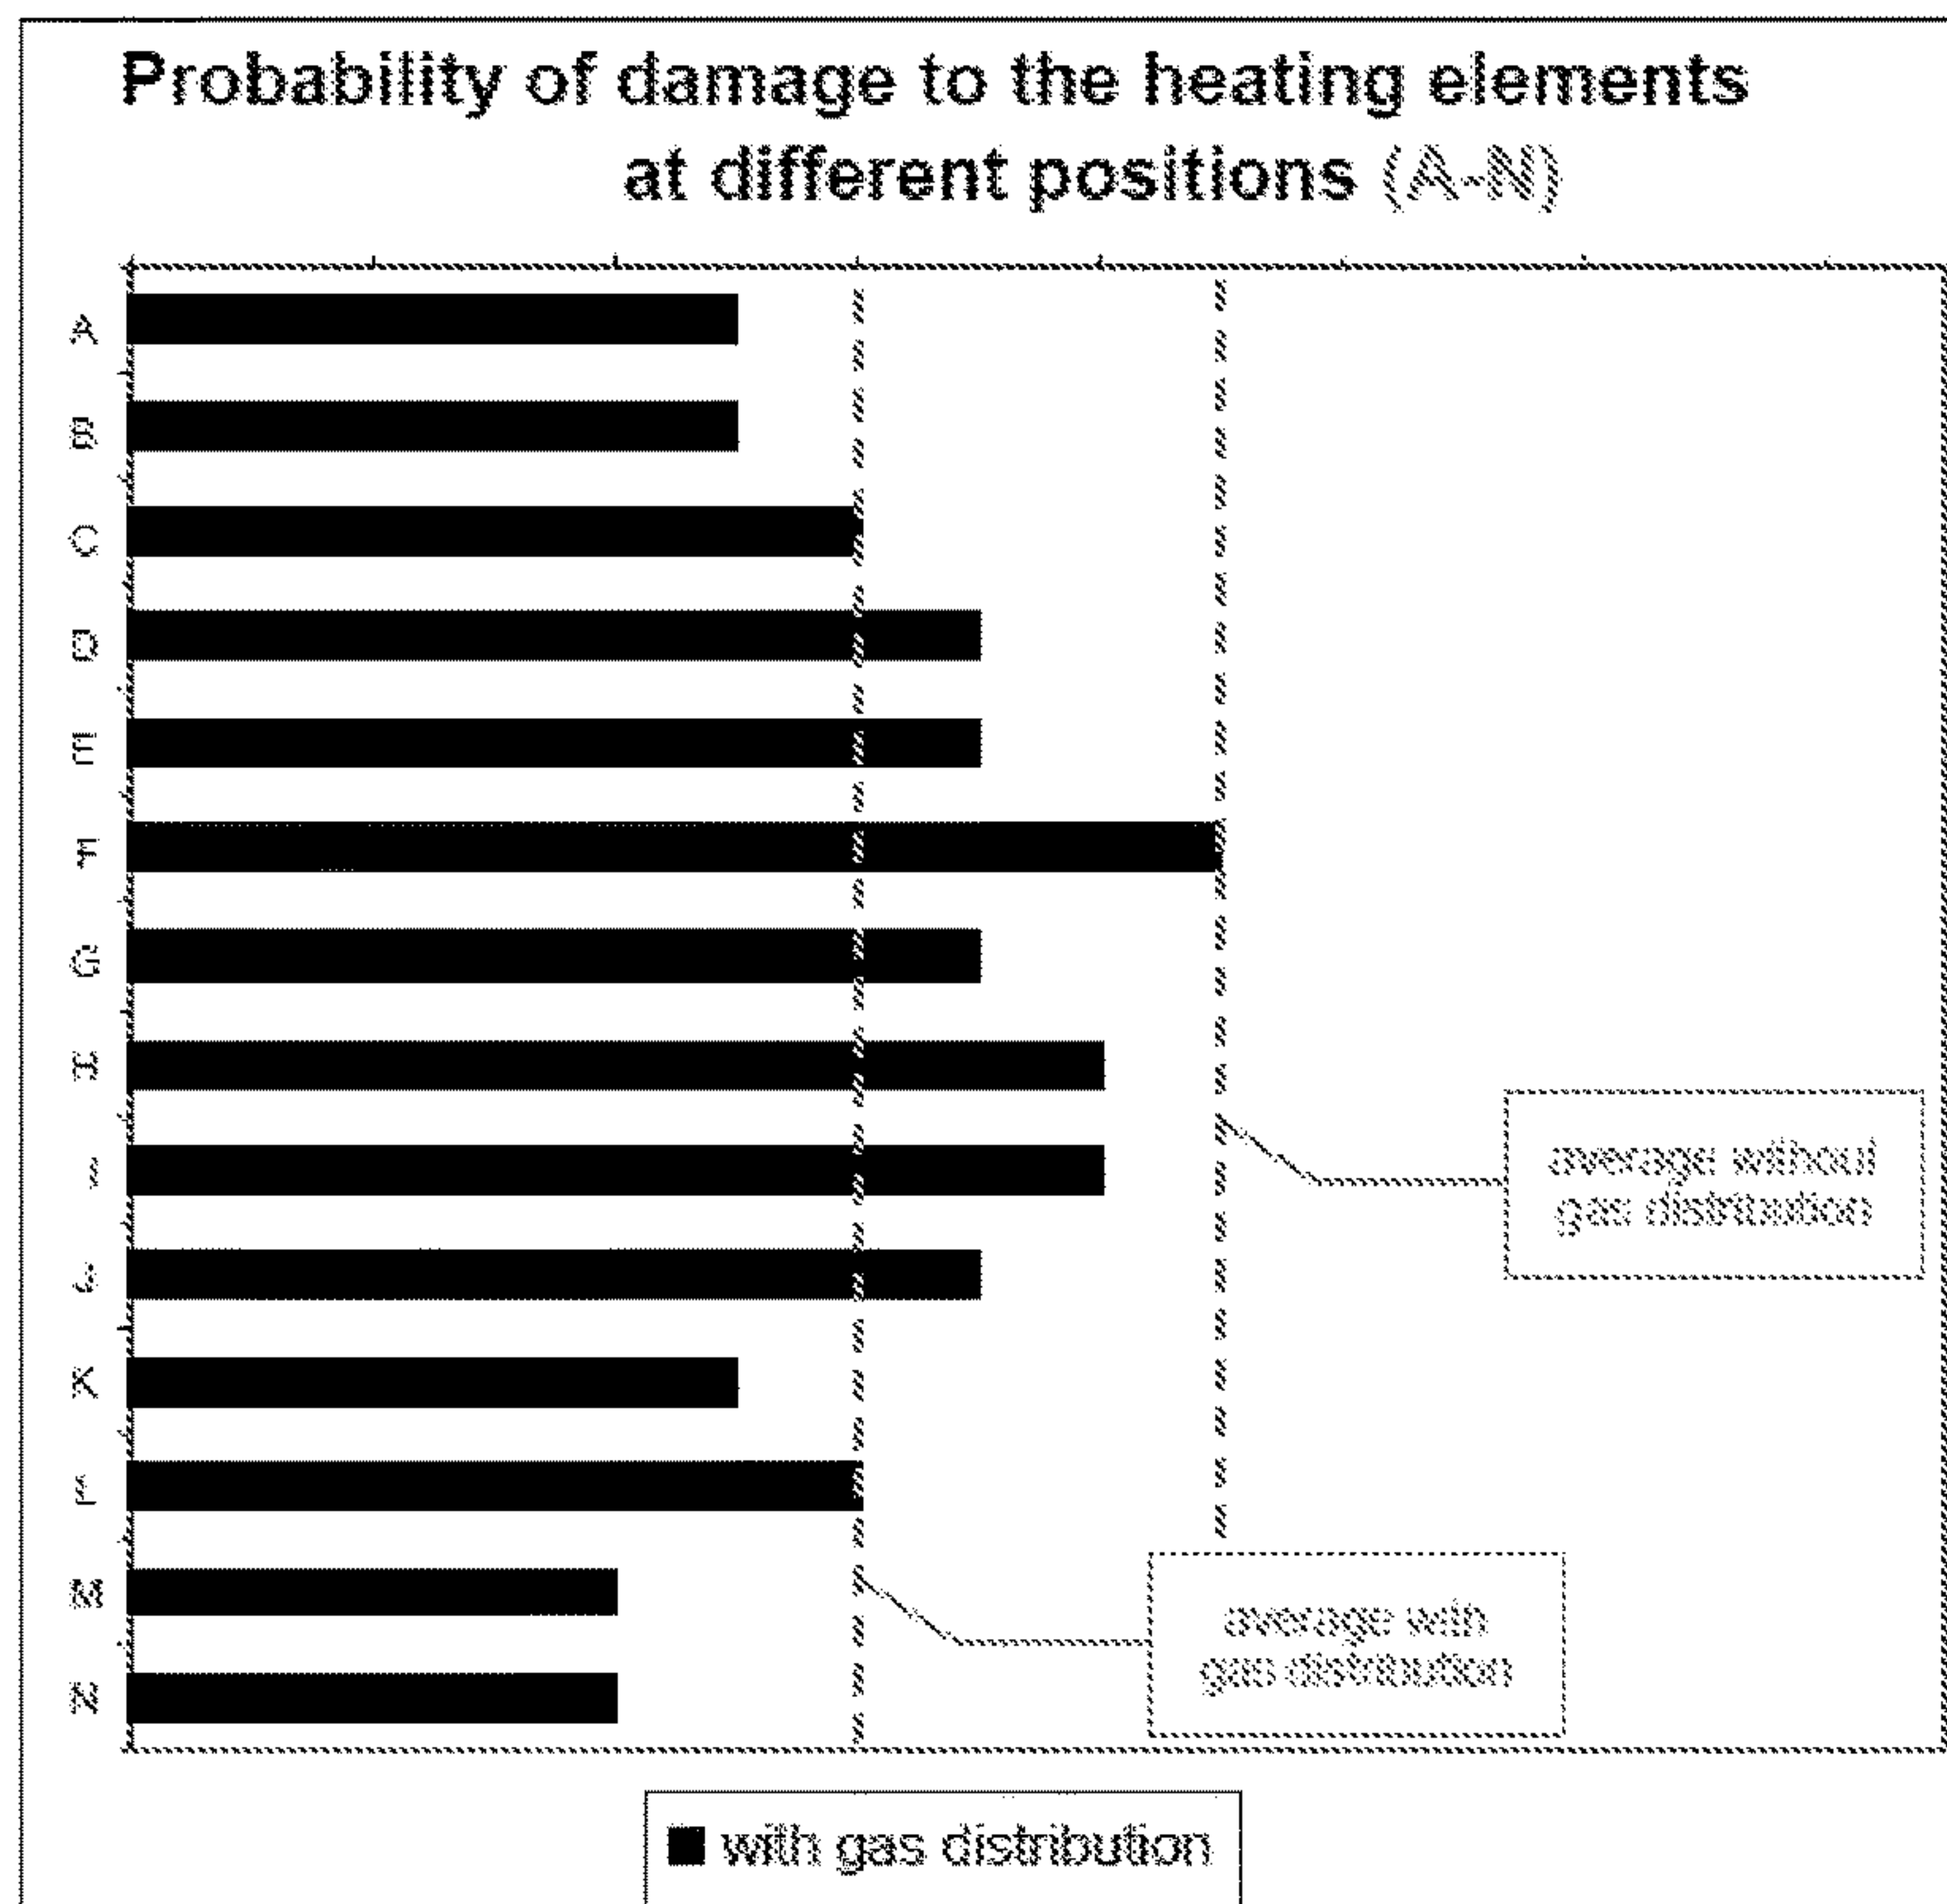 Probability of damage to the heating elements
at different positions (A-N)
A
B
C
D
E
F
G
H
I
J
K
L
M
N
average without
gas distribution
average with
gas distribution
with gas distribution